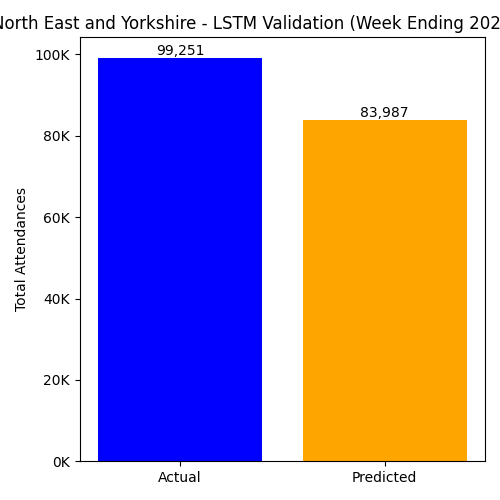 North East and Yorkshire - LSTM Validation (Week Ending 202
99,251
83,987
100K
80K
60K
40K
20K
0K
Total Attendances
Actual Predicted